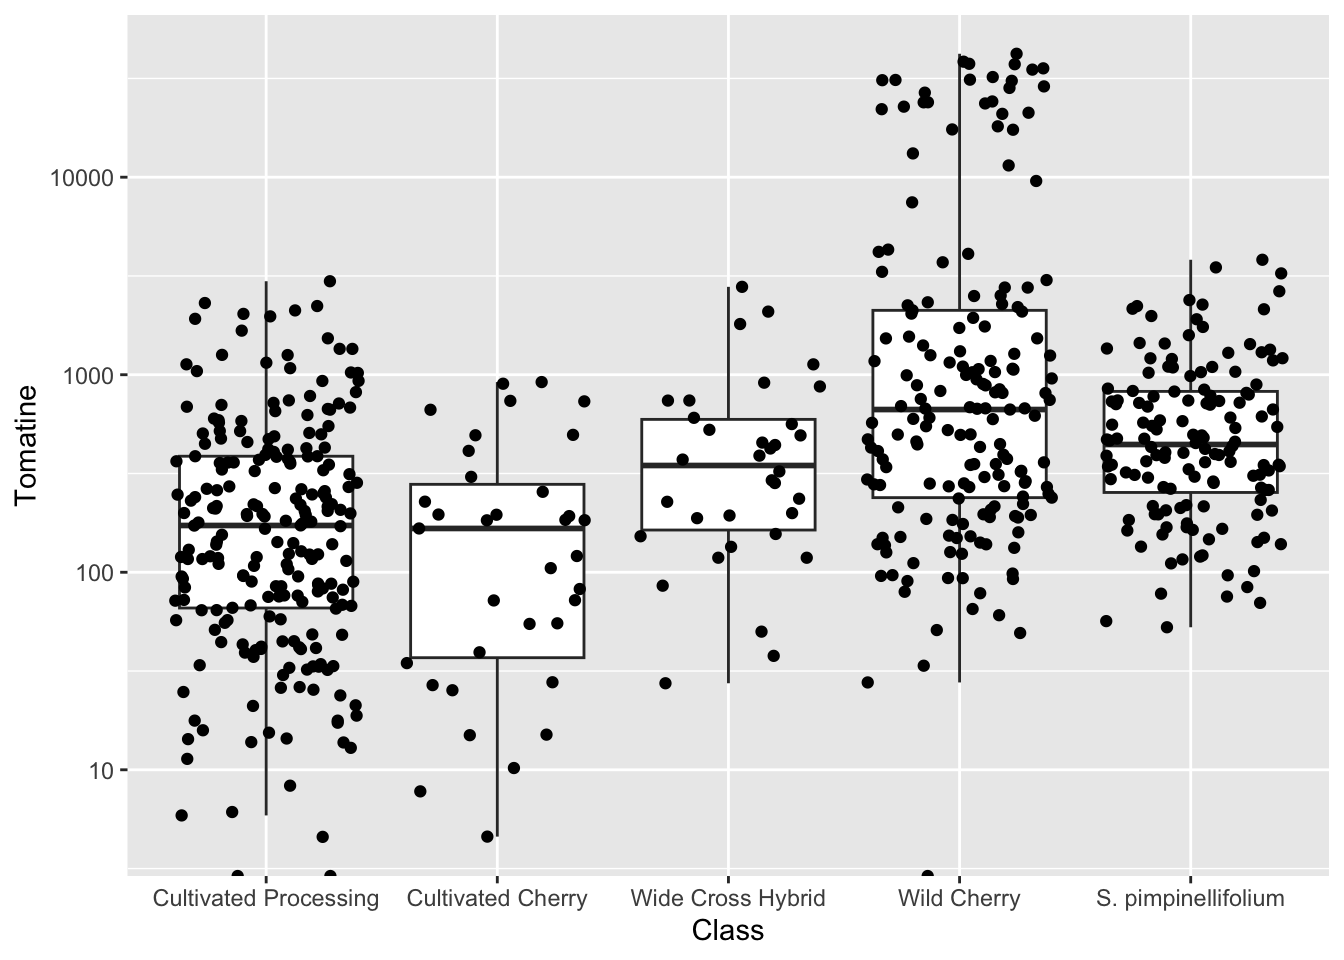 Tomatine
10000
1000
100
10
Cultivated Processing
Cultivated Cherry
Wide Cross Hybrid
Wild Cherry
S. pimpinellifolium
Class